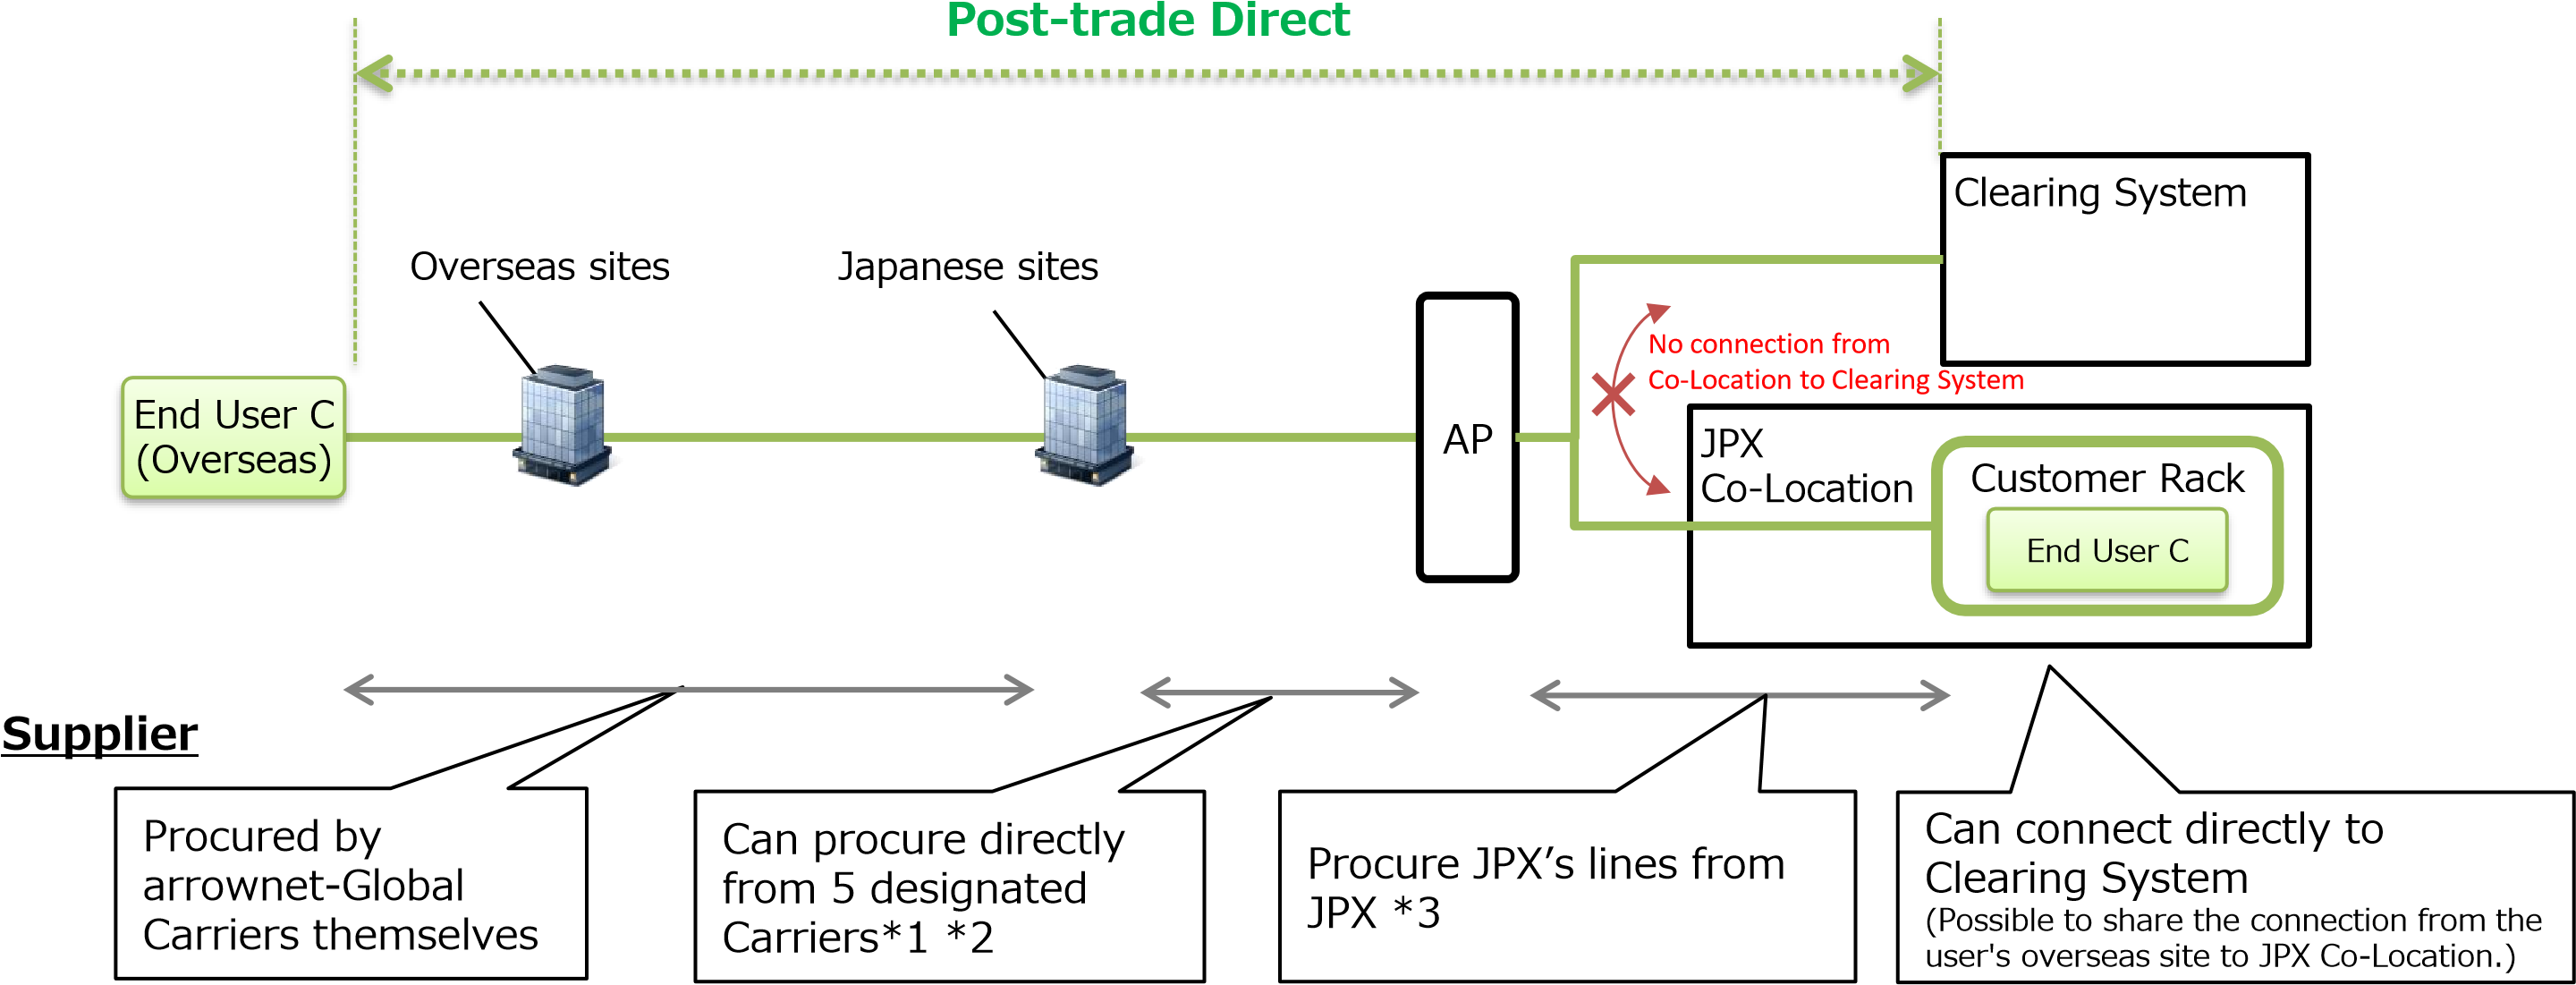 Post-trade Direct
Clearing System
Overseas sites
Japanese sites
No connection from
Co-Location to Clearing System
End User C
(Overseas)
AP
JPX
Co-Location
Customer Rack
End User C
Supplier
Procured by
arrownet-Global
Carriers themselves
Can procure directly
from 5 designated
Carriers*1 *2
Procure JPX’s lines from
JPX *3
Can connect directly to
Clearing System
(Possible to share the connection from the
user's overseas site to JPX Co-Location.)